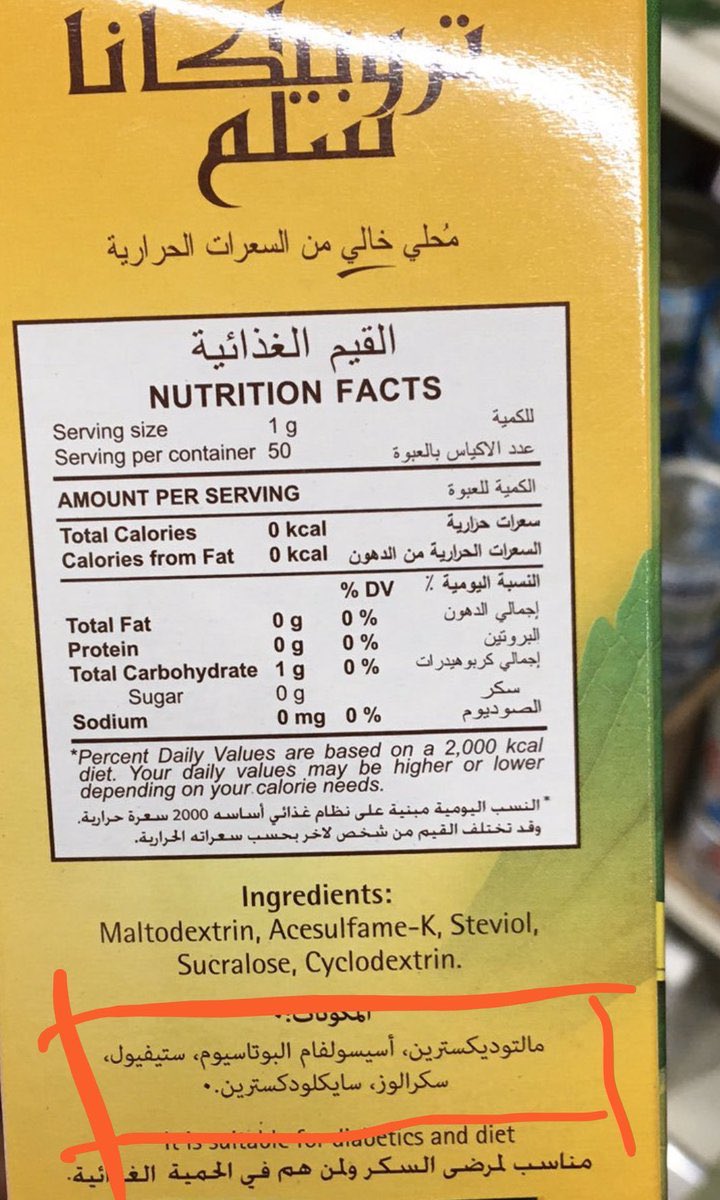 تروبيكانا
سلم
مُحلي خالي من السعرات الحرارية
القيم الغذائية
NUTRITION FACTS
Serving size 1 g للكمية
Serving per container 50 عدد الاكياس بالعبوة
AMOUNT PER SERVING الكمية للعبوة
Total Calories 0 kcal سعرات حرارية
Calories from Fat 0 kcal السعرات الحرارية من الدهون
% DV النسبة اليومية ٪
Total Fat 0 g 0 % إجمالي الدهون
Protein 0 g 0 % البروتين
Total Carbohydrate 1 g 0 % إجمالي كربوهيدرات
Sugar 0 g سكر
Sodium 0 mg 0 % الصوديوم
*Percent Daily Values are based on a 2,000 kcal
diet. Your daily values may be higher or lower
depending on your calorie needs.
*النسب اليومية مبنية على نظام غذائي أساسه 2000 سعرة حرارية.
وقد تختلف القيم من شخص لاخر بحسب سعراته الحرارية.
Ingredients:
Maltodextrin, Acesulfame-K, Steviol,
Sucralose, Cyclodextrin.
المكونات:
مالتوديكسترين، أسيسولفام البوتاسيوم، ستيفيول،
سكرالوز، سايكلودكسترين.
It is suitable for diabetics and diet
مناسب لمرضى السكر ولمن هم في الحمية الغذائية.